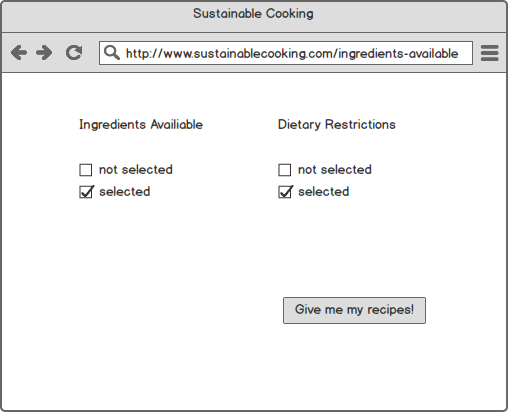 Sustainable Cooking
http://www.sustainablecooking.com/ingredients-available
Ingredients Availiable
Dietary Restrictions
not selected
not selected
selected
selected
Give me my recipes!